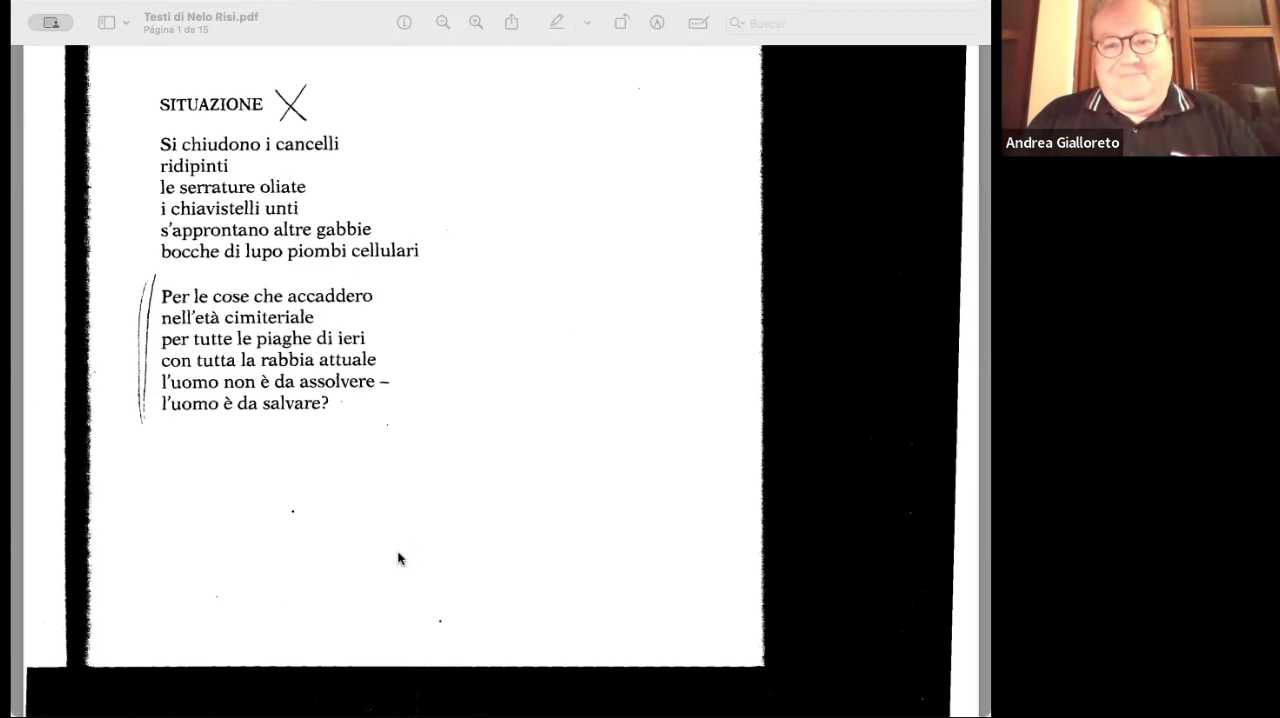 Testi di Nelo Risi.pdf
Página 1 de 15
Buscar
SITUAZIONE
Si chiudono i cancelli
ridipinti
le serrature oliate
i chiavistelli unti
s'approntano altre gabbie
bocche di lupo piombi cellulari
Per le cose che accaddero
nell'età cimiteriale
per tutte le piaghe di ieri
con tutta la rabbia attuale
l'uomo non è da assolvere –
l'uomo è da salvare?
Andrea Gialloreto